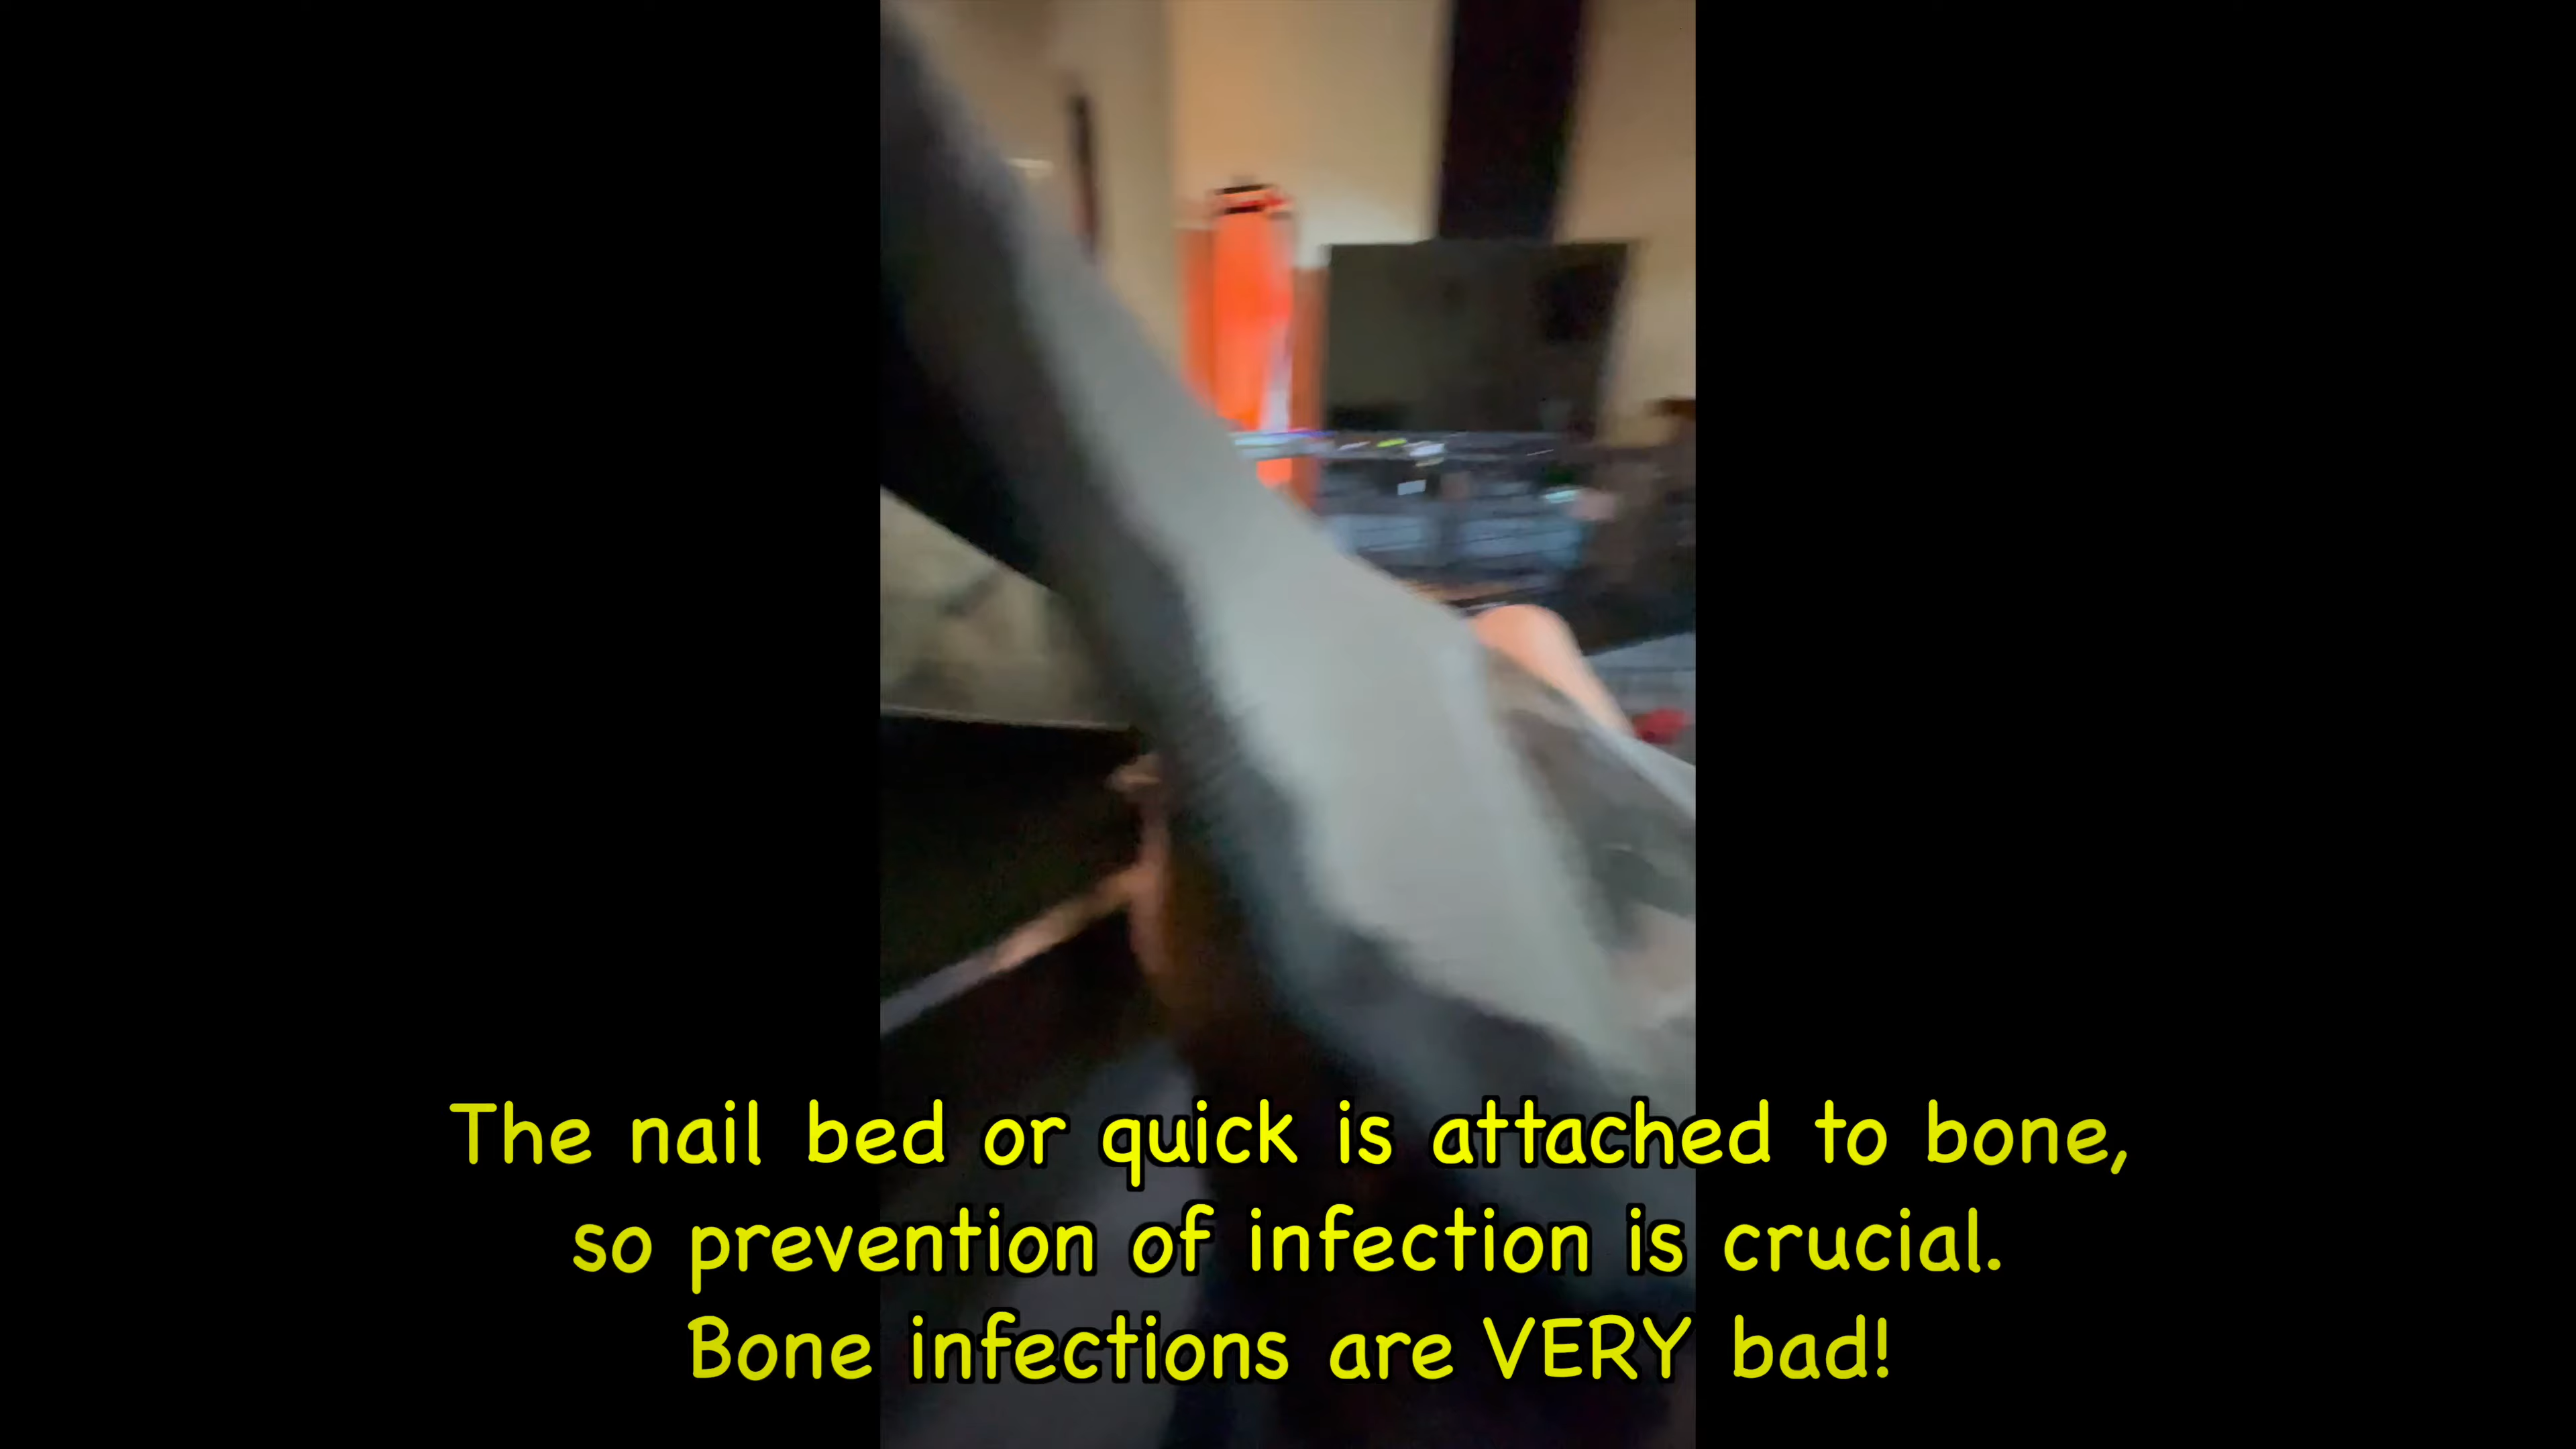 The nail bed or quick is attached to bone,
so prevention of infection is crucial.
Bone infections are VERY bad!